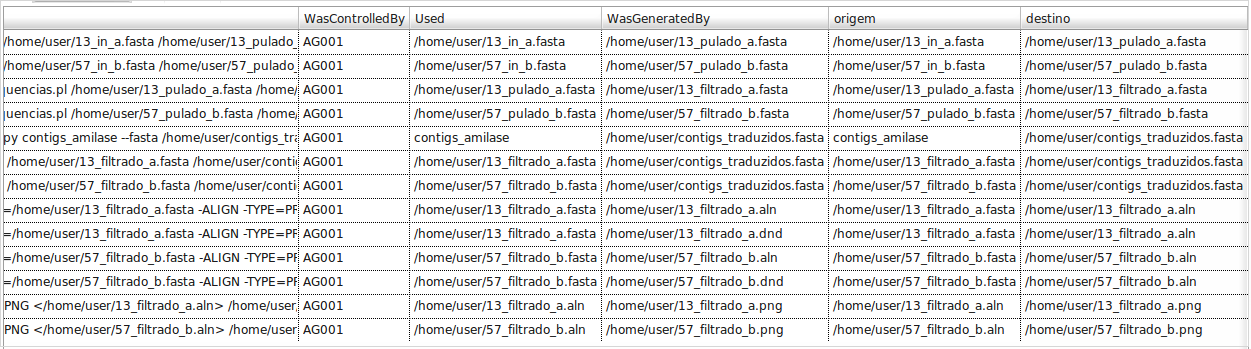 WasControlledBy Used WasGeneratedBy origem destino
/home/user/13_in_a.fasta /home/user/13_pulado_ AG001 /home/user/13_in_a.fasta /home/user/13_pulado_a.fasta /home/user/13_in_a.fasta /home/user/13_pulado_a.fasta
/home/user/57_in_b.fasta /home/user/57_pulado_ AG001 /home/user/57_in_b.fasta /home/user/57_pulado_b.fasta /home/user/57_in_b.fasta /home/user/57_pulado_b.fasta
uencias.pl /home/user/13_pulado_a.fasta /home/ AG001 /home/user/13_pulado_a.fasta /home/user/13_filtrado_a.fasta /home/user/13_pulado_a.fasta /home/user/13_filtrado_a.fasta
uencias.pl /home/user/57_pulado_b.fasta /home/ AG001 /home/user/57_pulado_b.fasta /home/user/57_filtrado_b.fasta /home/user/57_pulado_b.fasta /home/user/57_filtrado_b.fasta
py contigs_amilase --fasta /home/user/contigs_tra AG001 contigs_amilase /home/user/contigs_traduzidos.fasta contigs_amilase /home/user/contigs_traduzidos.fasta
/home/user/13_filtrado_a.fasta /home/user/conti AG001 /home/user/13_filtrado_a.fasta /home/user/contigs_traduzidos.fasta /home/user/13_filtrado_a.fasta /home/user/contigs_traduzidos.fasta
/home/user/57_filtrado_b.fasta /home/user/conti AG001 /home/user/57_filtrado_b.fasta /home/user/contigs_traduzidos.fasta /home/user/57_filtrado_b.fasta /home/user/contigs_traduzidos.fasta
=/home/user/13_filtrado_a.fasta -ALIGN -TYPE=PR AG001 /home/user/13_filtrado_a.fasta /home/user/13_filtrado_a.aln /home/user/13_filtrado_a.fasta /home/user/13_filtrado_a.aln
=/home/user/13_filtrado_a.fasta -ALIGN -TYPE=PR AG001 /home/user/13_filtrado_a.fasta /home/user/13_filtrado_a.dnd /home/user/13_filtrado_a.fasta /home/user/13_filtrado_a.aln
=/home/user/57_filtrado_b.fasta -ALIGN -TYPE=PR AG001 /home/user/57_filtrado_b.fasta /home/user/57_filtrado_b.aln /home/user/57_filtrado_b.fasta /home/user/57_filtrado_b.aln
=/home/user/57_filtrado_b.fasta -ALIGN -TYPE=PR AG001 /home/user/57_filtrado_b.fasta /home/user/57_filtrado_b.dnd /home/user/57_filtrado_b.fasta /home/user/57_filtrado_b.aln
PNG </home/user/13_filtrado_a.aln> /home/user/ AG001 /home/user/13_filtrado_a.aln /home/user/13_filtrado_a.png /home/user/13_filtrado_a.aln /home/user/13_filtrado_a.png
PNG </home/user/57_filtrado_b.aln> /home/user/ AG001 /home/user/57_filtrado_b.aln /home/user/57_filtrado_b.png /home/user/57_filtrado_b.aln /home/user/57_filtrado_b.png